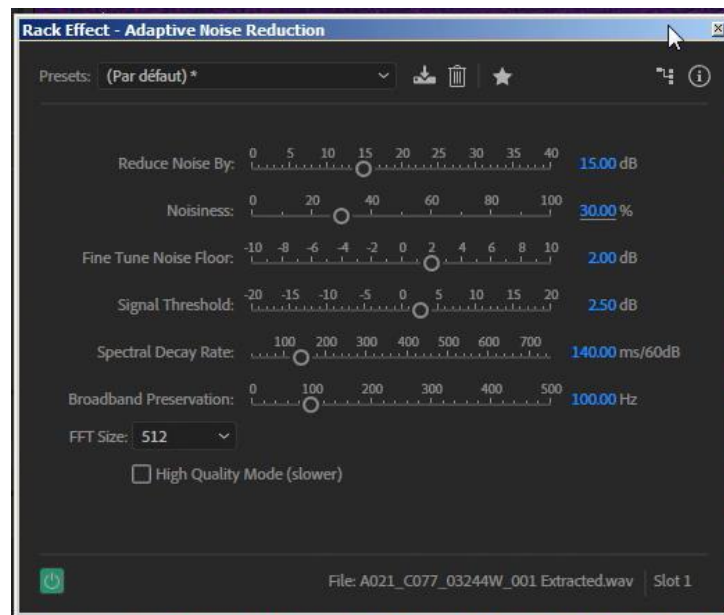 Rack Effect - Adaptive Noise Reduction
Presets: (Par défaut) *
0 5 10 15 20 25 30 35 40
Reduce Noise By: 15.00 dB
0 20 40 60 80 100
Noisiness: 30.00 %
-10 -8 -6 -4 -2 0 2 4 6 8 10
Fine Tune Noise Floor: 2.00 dB
-20 -15 -10 -5 0 5 10 15 20
Signal Threshold: 2.50 dB
100 200 300 400 500 600 700
Spectral Decay Rate: 140.00 ms/60dB
0 100 200 300 400 500
Broadband Preservation: 100.00 Hz
FFT Size: 512
High Quality Mode (slower)
File: A021_C077_03244W_001 Extracted.wav Slot 1